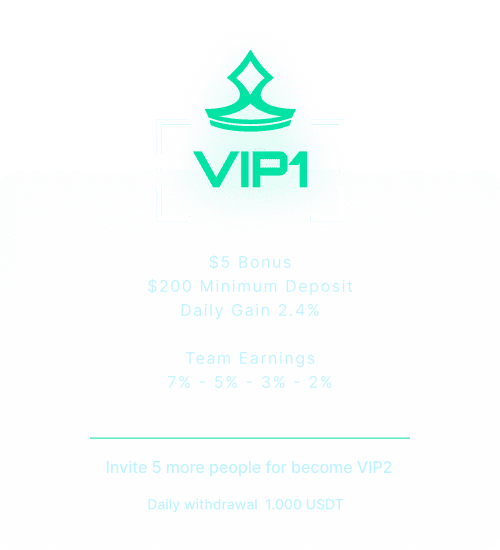 VIP1
$5 Bonus
$200 Minimum Deposit
Daily Gain 2.4%
Team Earnings
7% - 5% - 3% - 2%
Invite 5 more people for become VIP2
Daily withdrawal 1.000 USDT